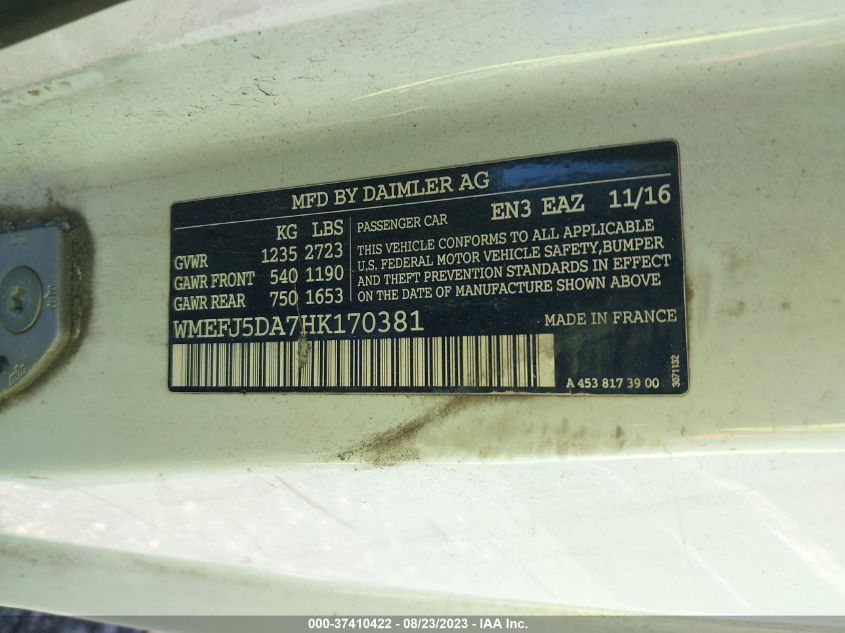 MFD BY DAIMLER AG
KG LBS
GVWR 1235 2723
GAWR FRONT 540 1190
GAWR REAR 750 1653
PASSENGER CAR EN3 EAZ 11/16
THIS VEHICLE CONFORMS TO ALL APPLICABLE
U.S. FEDERAL MOTOR VEHICLE SAFETY,BUMPER
AND THEFT PREVENTION STANDARDS IN EFFECT
ON THE DATE OF MANUFACTURE SHOWN ABOVE
WMEFJ5DA7HK170381
MADE IN FRANCE
A 453 817 39 00
3071132
000-37410422 - 08/23/2023 - IAA Inc.